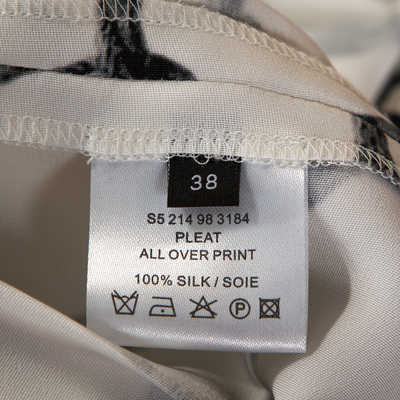 38
S5 214 98 3184
PLEAT
ALL OVER PRINT
100% SILK / SOIE
P